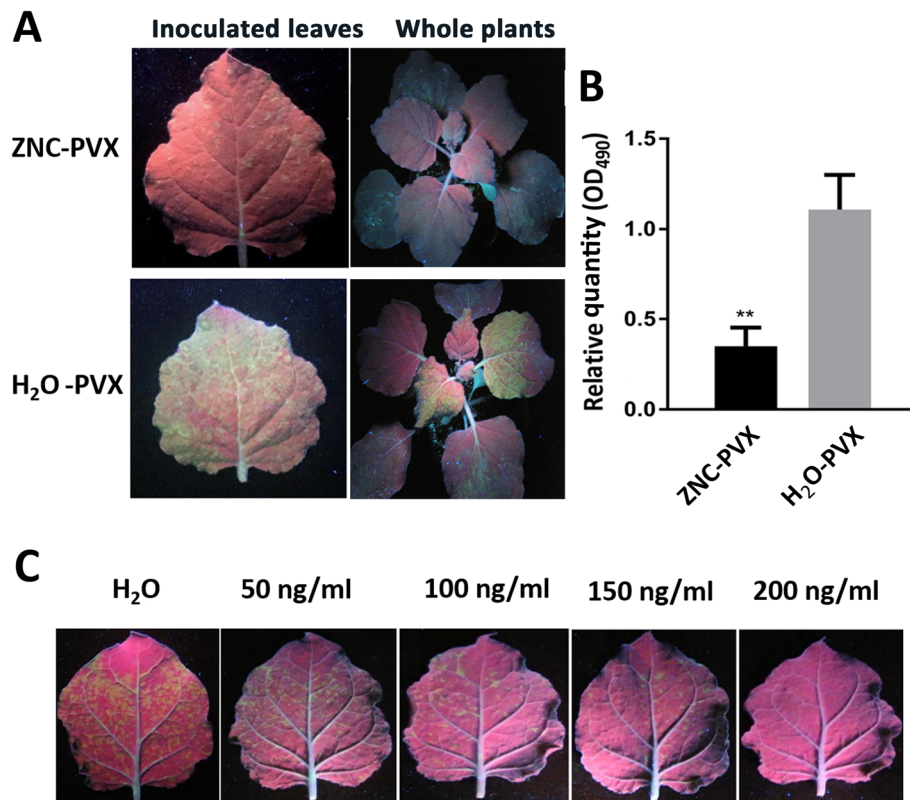 A
Inoculated leaves Whole plants
ZNC-PVX
H₂O -PVX
B
Relative quantity (OD₄₉₀)
1.5
1.0
0.5
0.0
**
ZNC-PVX
H₂O-PVX
C
H₂O 50 ng/ml 100 ng/ml 150 ng/ml 200 ng/ml